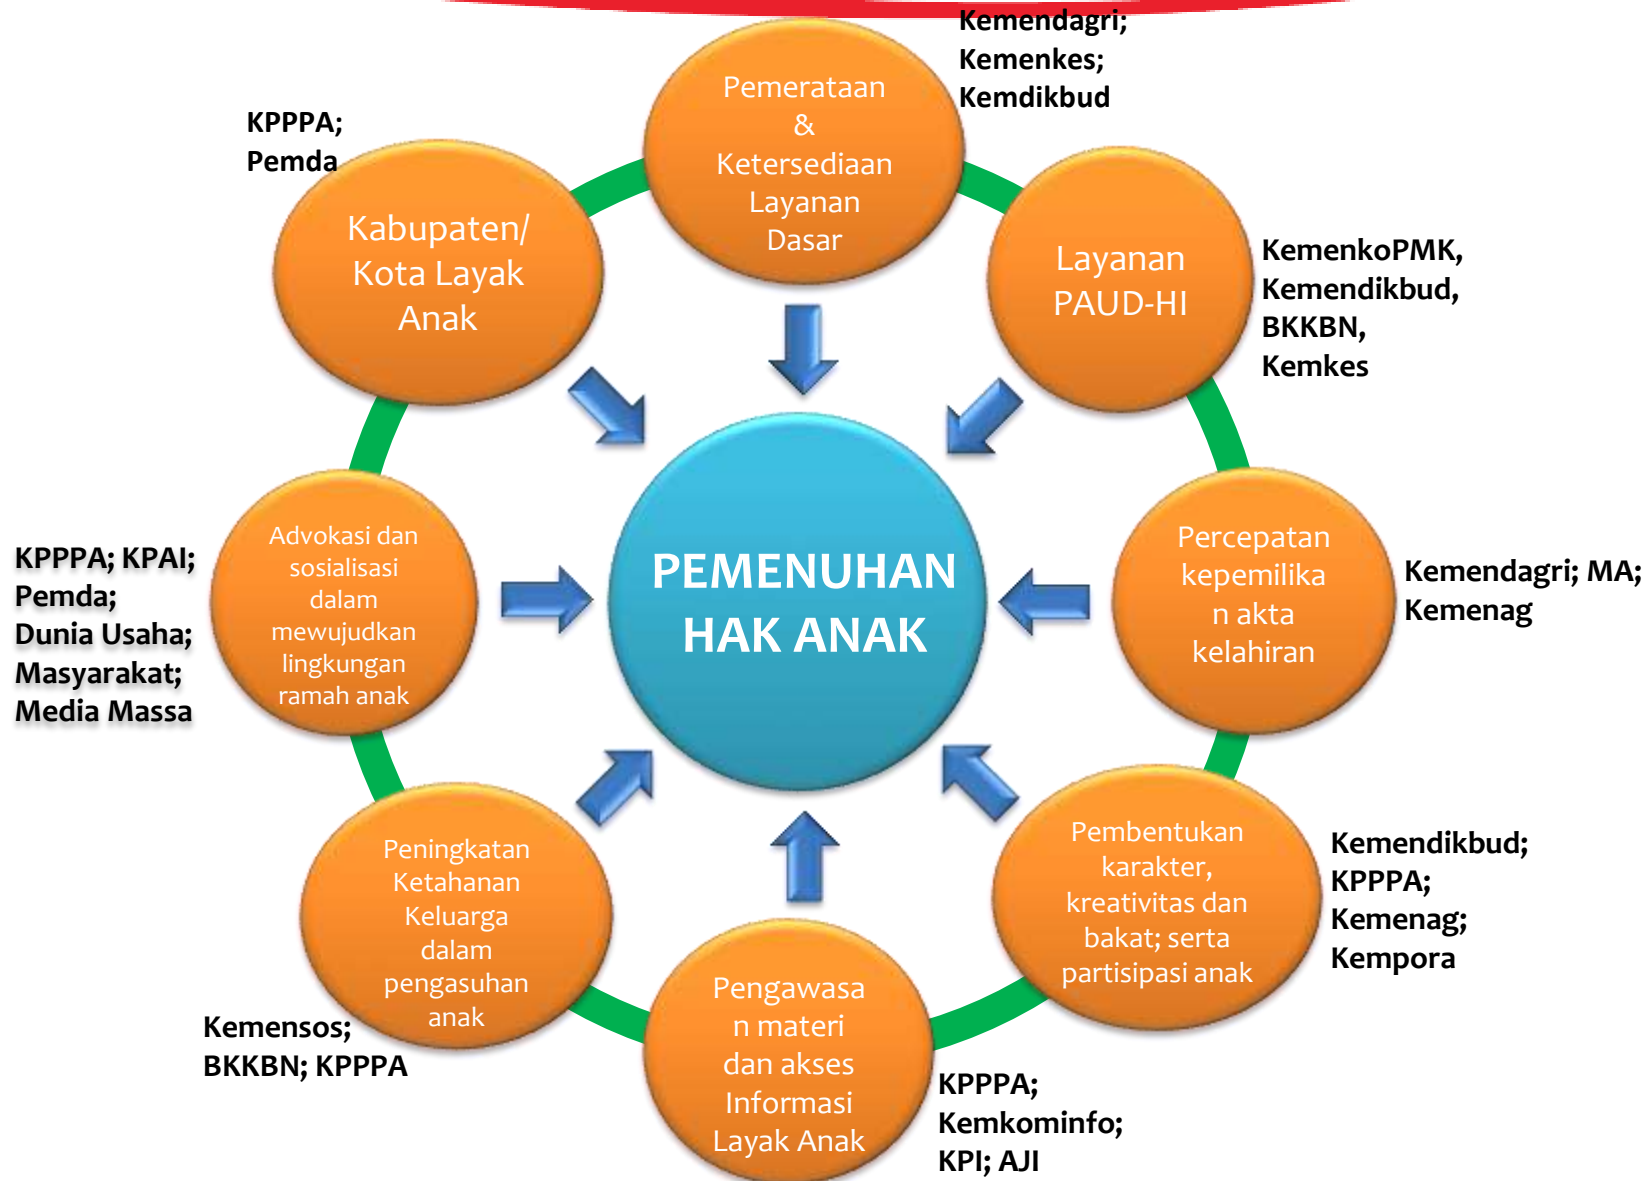 Kemendagri;
Kemenkes;
Kemdikbud
Pemerataan
&
Ketersediaan
Layanan
Dasar
KPPPA;
Pemda
Kabupaten/
Kota Layak
Anak
Layanan
PAUD-HI
KemenkoPMK,
Kemendikbud,
BKKBN,
Kemkes
Advokasi dan
sosialisasi
dalam
mewujudkan
lingkungan
ramah anak
KPPPA; KPAI;
Pemda;
Dunia Usaha;
Masyarakat;
Media Massa
PEMENUHAN
HAK ANAK
Percepatan
kepemilika
n akta
kelahiran
Kemendagri; MA;
Kemenag
Peningkatan
Ketahanan
Keluarga
dalam
pengasuhan
anak
Kemensos;
BKKBN; KPPPA
Pengawasa
n materi
dan akses
Informasi
Layak Anak
KPPPA;
Kemkominfo;
KPI; AJI
Pembentukan
karakter,
kreativitas dan
bakat; serta
partisipasi anak
Kemendikbud;
KPPPA;
Kemenag;
Kempora